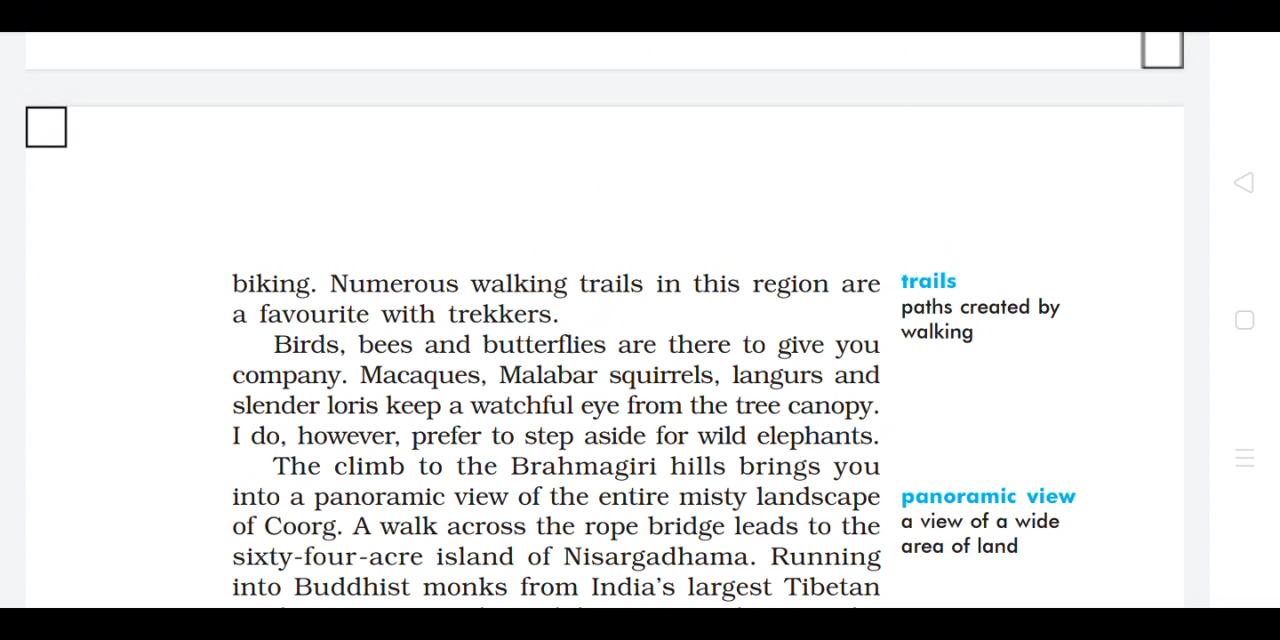 biking. Numerous walking trails in this region are
a favourite with trekkers.
Birds, bees and butterflies are there to give you
company. Macaques, Malabar squirrels, langurs and
slender loris keep a watchful eye from the tree canopy.
I do, however, prefer to step aside for wild elephants.
The climb to the Brahmagiri hills brings you
into a panoramic view of the entire misty landscape
of Coorg. A walk across the rope bridge leads to the
sixty-four-acre island of Nisargadhama. Running
into Buddhist monks from India's largest Tibetan
trails
paths created by
walking
panoramic view
a view of a wide
area of land